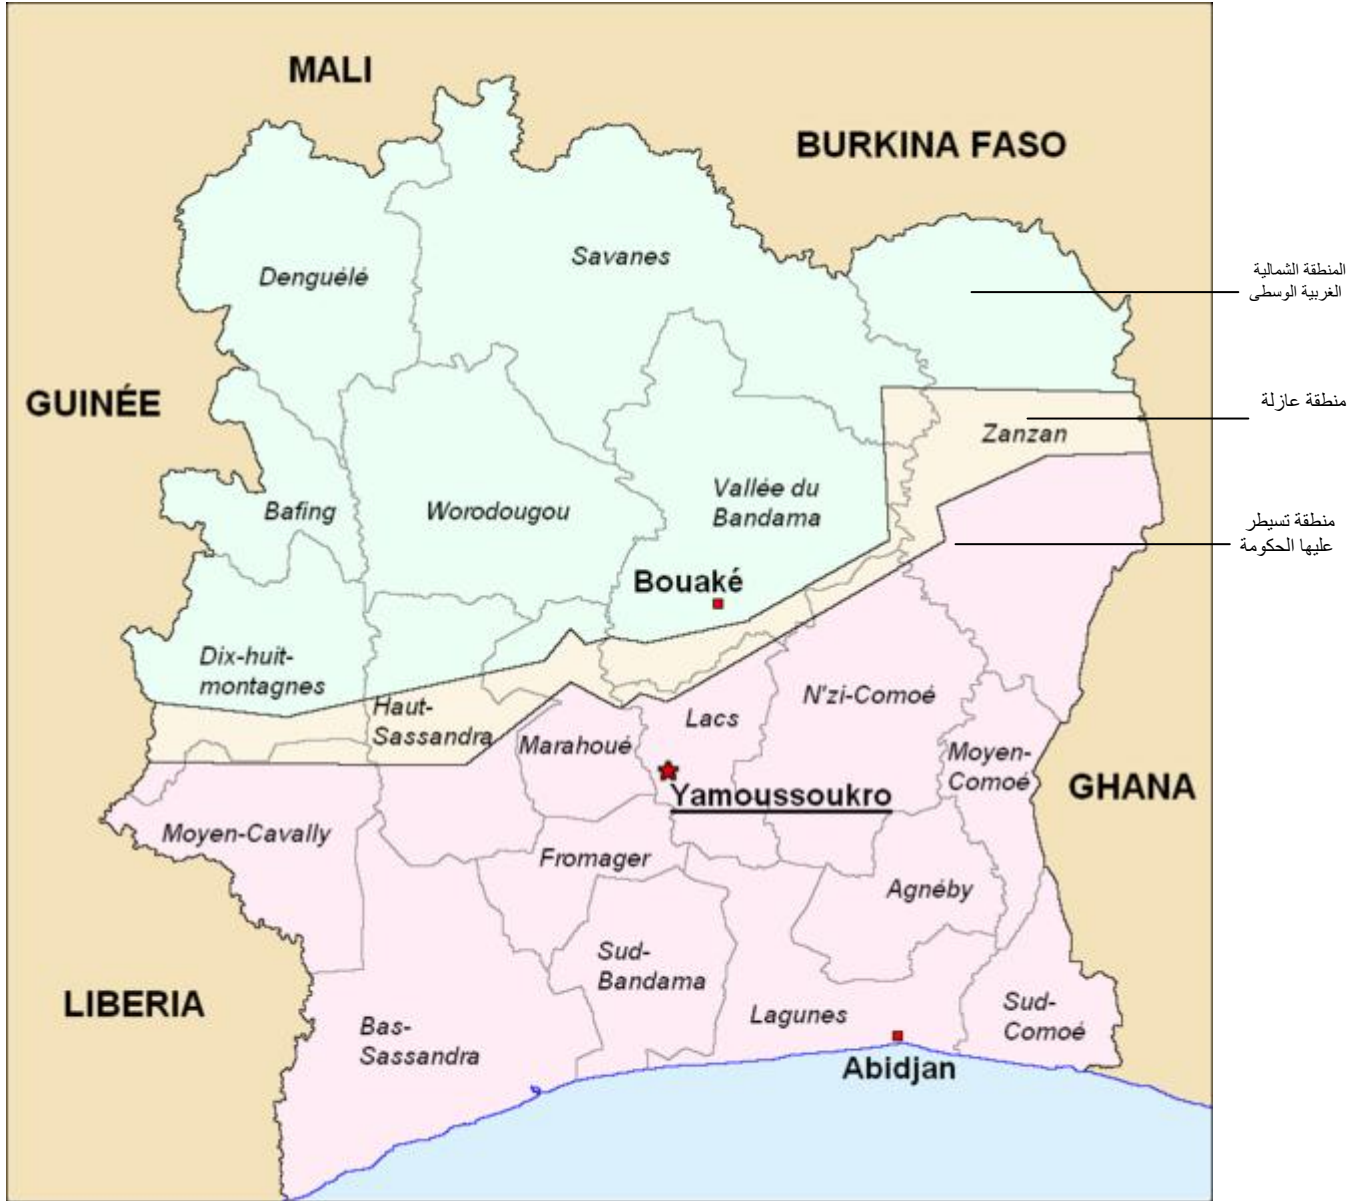 MALI
BURKINA FASO
Savanes
Denguélé
المنطقة الشمالية
الغربية الوسطى
GUINÉE
منطقة عازلة
Zanzan
Vallée du
Bandama
Bafing
Worodougou
منطقة تسيطر
عليها الحكومة
Bouaké
Dix-huit-
montagnes
Haut-
Sassandra
N'zi-Comoé
Lacs
Marahoué
Moyen-
Comoé
GHANA
Yamoussoukro
Moyen-Cavally
Fromager
Agnéby
Sud-
Bandama
LIBERIA
Lagunes
Sud-
Comoé
Bas-
Sassandra
Abidjan